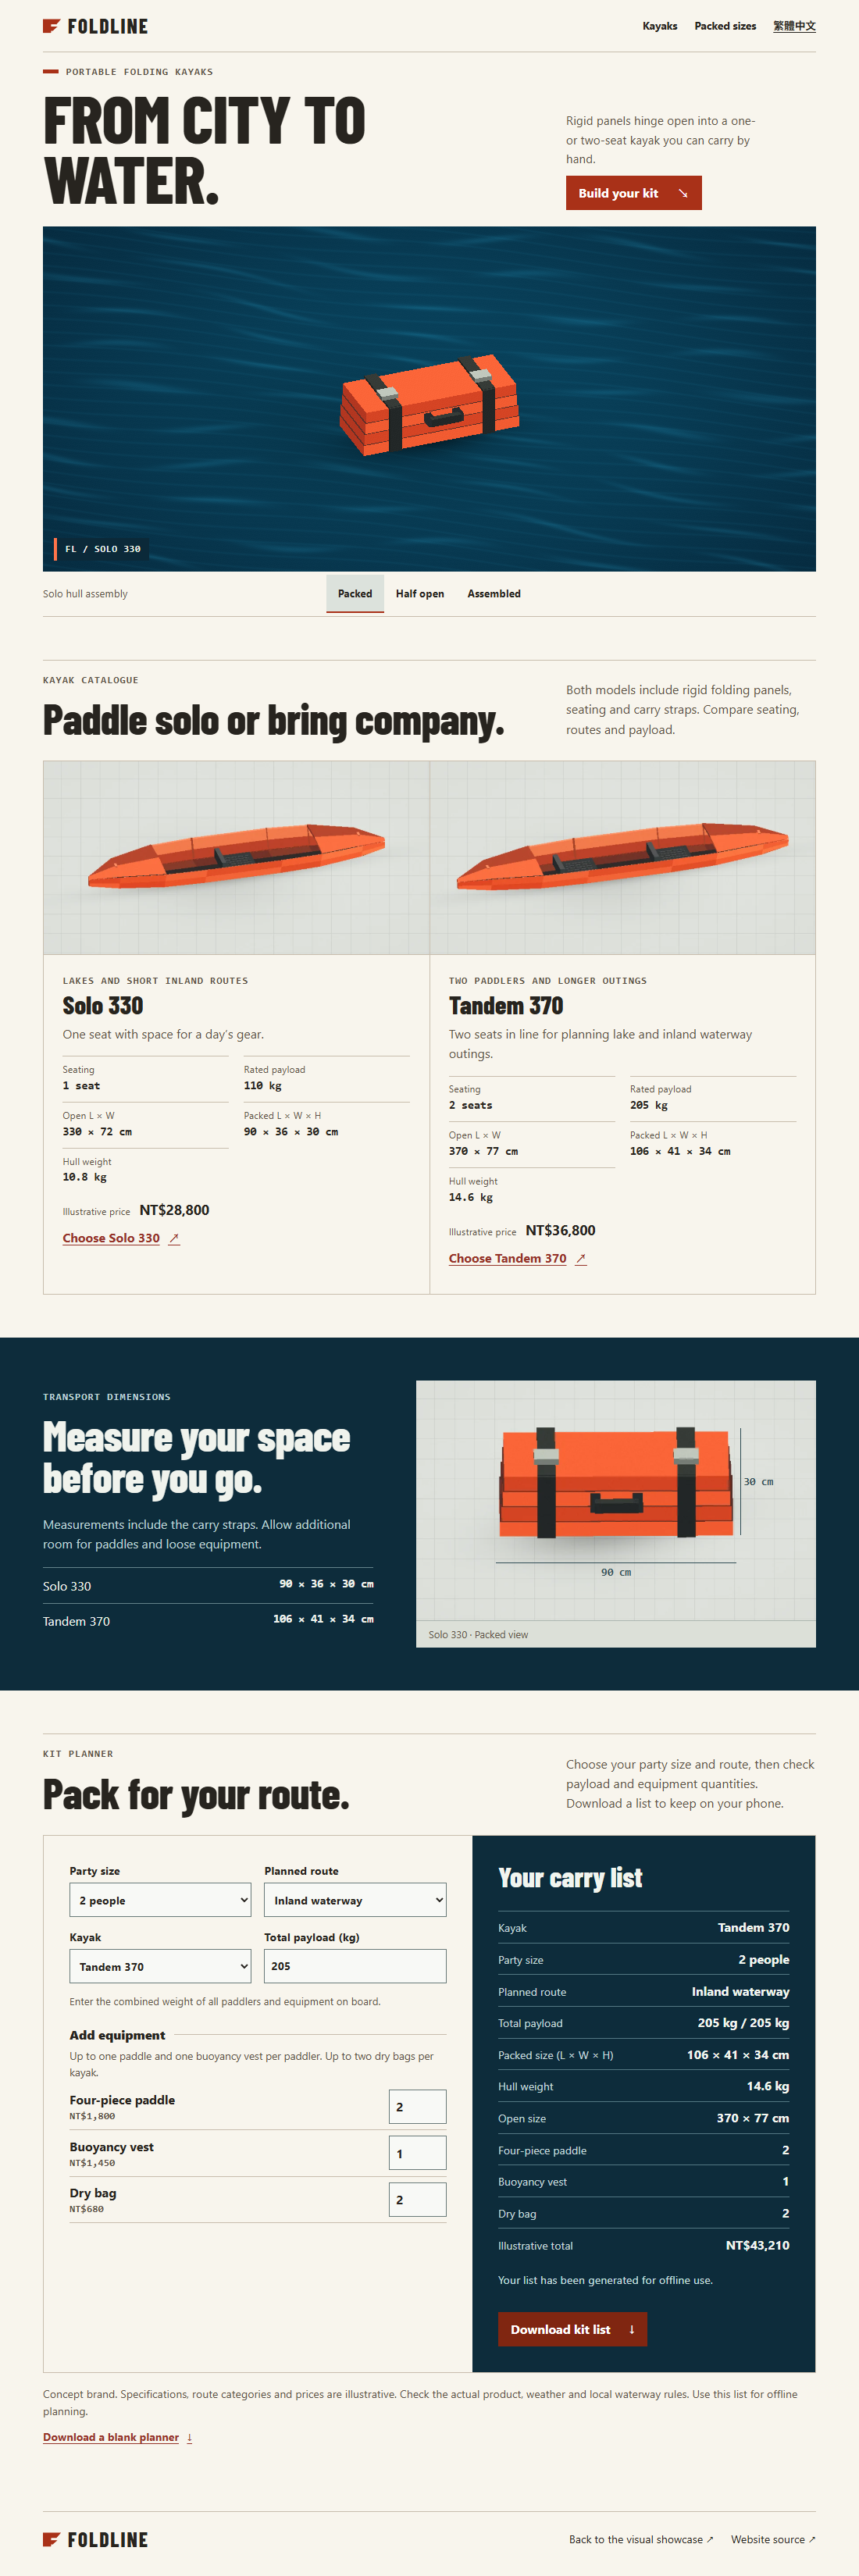 FOLDLINE
Kayaks
Packed sizes
繁體中文
PORTABLE FOLDING KAYAKS
FROM CITY TO
WATER.
Rigid panels hinge open into a one-
or two-seat kayak you can carry by
hand.
Build your kit ↘
FL / SOLO 330
Solo hull assembly
Packed
Half open
Assembled
KAYAK CATALOGUE
Paddle solo or bring company.
Both models include rigid folding panels,
seating and carry straps. Compare seating,
routes and payload.
LAKES AND SHORT INLAND ROUTES
Solo 330
One seat with space for a day's gear.
Seating
1 seat
Rated payload
110 kg
Open L × W
330 × 72 cm
Packed L × W × H
90 × 36 × 30 cm
Hull weight
10.8 kg
Illustrative price NT$28,800
Choose Solo 330 ↗
TWO PADDLERS AND LONGER OUTINGS
Tandem 370
Two seats in line for planning lake and inland waterway
outings.
Seating
2 seats
Rated payload
205 kg
Open L × W
370 × 77 cm
Packed L × W × H
106 × 41 × 34 cm
Hull weight
14.6 kg
Illustrative price NT$36,800
Choose Tandem 370 ↗
TRANSPORT DIMENSIONS
Measure your space
before you go.
Measurements include the carry straps. Allow additional
room for paddles and loose equipment.
Solo 330 90 × 36 × 30 cm
Tandem 370 106 × 41 × 34 cm
30 cm
90 cm
Solo 330 · Packed view
KIT PLANNER
Pack for your route.
Choose your party size and route, then check
payload and equipment quantities.
Download a list to keep on your phone.
Party size
2 people
Planned route
Inland waterway
Kayak
Tandem 370
Total payload (kg)
205
Enter the combined weight of all paddlers and equipment on board.
Add equipment
Up to one paddle and one buoyancy vest per paddler. Up to two dry bags per
kayak.
Four-piece paddle
NT$1,800
2
Buoyancy vest
NT$1,450
1
Dry bag
NT$680
2
Your carry list
Kayak Tandem 370
Party size 2 people
Planned route Inland waterway
Total payload 205 kg / 205 kg
Packed size (L × W × H) 106 × 41 × 34 cm
Hull weight 14.6 kg
Open size 370 × 77 cm
Four-piece paddle 2
Buoyancy vest 1
Dry bag 2
Illustrative total NT$43,210
Your list has been generated for offline use.
Download kit list ↓
Concept brand. Specifications, route categories and prices are illustrative. Check the actual product, weather and local waterway rules. Use this list for offline
planning.
Download a blank planner ↓
FOLDLINE
Back to the visual showcase ↗
Website source ↗